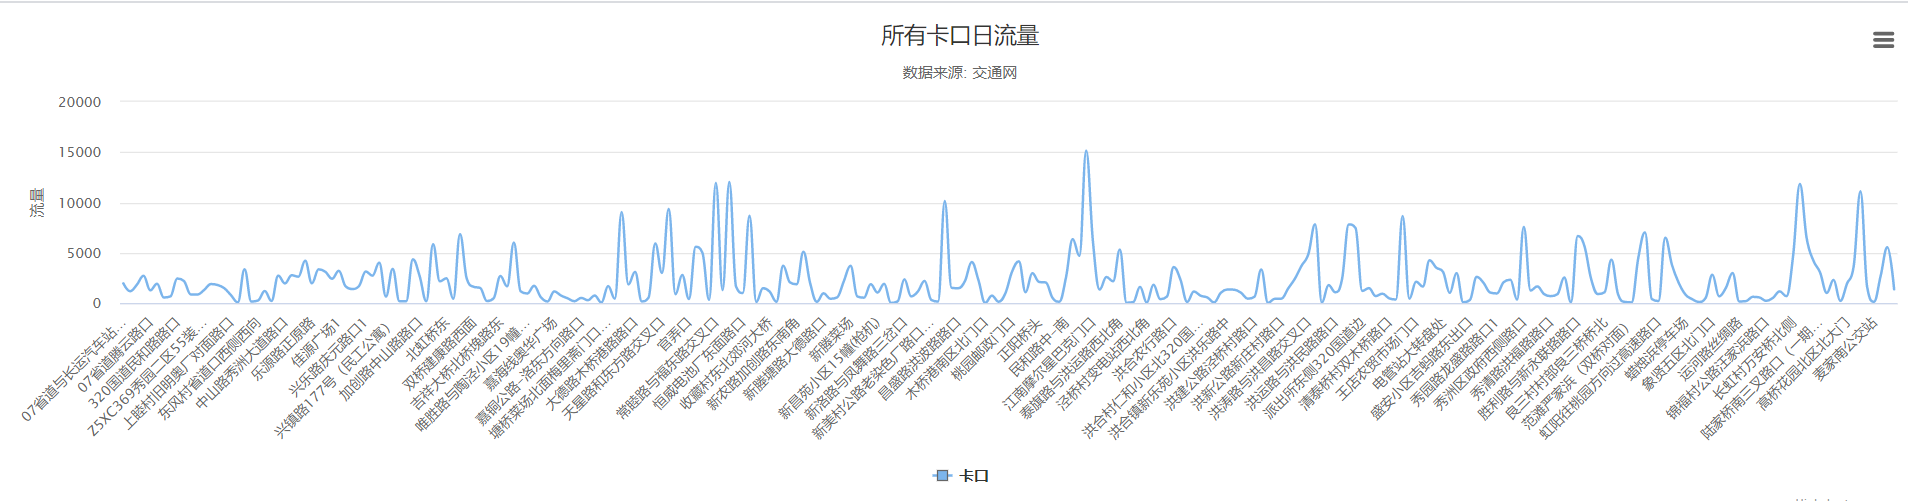 所有卡口日流量
数据来源: 交通网
流量
20000
15000
10000
5000
0
07省道与长运汽车站...
07省道腾云路口
320国道民和路路口
Z5XC369秀园二区55装...
上睦村旧明奥厂对面路口
东风村省道口西侧西向
中山路秀洲大道路口
东源路正原路
佳源广场1
兴乐路庆元路口1
兴镇路177号（民工公寓）
加创路中山路路口
北虹桥东
双桥建康路西面
吉祥大桥北桥挽路东
唯胜路与陶泾小区19幢...
嘉海线奥华广场
嘉铜公路-洛东方向路口
塘桥菜场北面梅里斋门口...
大德路木桥港路路口
天星路和东方路交叉口
官弄口
常睦路与福东路交叉口
恒威电池厂东面路口
收藏村东北郊河大桥
新农路加创路东南角
新塍塘路大德路口
新塍菜场
新昌苑小区15幢(枪机)
新洛路与凤舞路三岔口
新美村公路老染色厂路口...
昌盛路洪波路路口
木桥港南区北门口
桃园邮政门口
正阳桥头
民和路中-南
江南摩尔星巴克门口
泰旗路与洪运路西北角
泾桥村变电站西北角
洪合农行路口
洪合村仁和小区北320国...
洪合镇新乐苑小区洪乐路中
洪建公路泾桥村路口
洪新公路新庄村路口
洪涛路与洪昌路交叉口
洪运路与洪民路路口
派出所东侧320国道边
清泰桥村双木桥路口
王店农贸市场门口
电管站大转盘处
盛安小区吉蚂路东出口
秀园路龙盛路路口1
秀洲区政府西侧路口
秀清路洪福路路口
胜利路与新永联路路口
良三村村部良三桥桥北
范滩严家浜（双桥对面）
虹阳往桃园方向泣高速路口
蜡烛浜停车场
象贤五区北门口
运河路丝绸路
锦福村公路汪家浜路口
长虹村万安桥北侧
陆家桥南三叉路口（一期...
高桥花园北区北大门
麦家南公交站
卡口